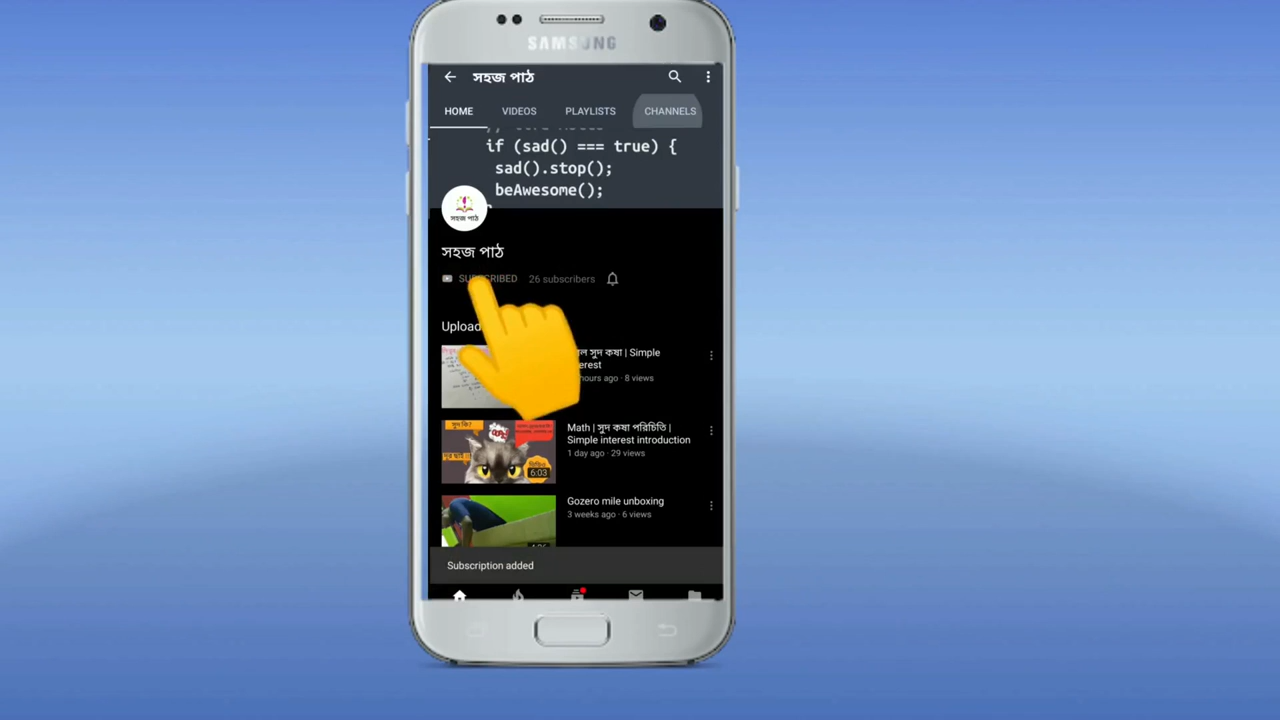 SAMSUNG
সহজ পাঠ
HOME VIDEOS PLAYLISTS CHANNELS
if (sad() === true) {
sad().stop();
beAwesome();
সহজ পাঠ
সহজ পাঠ
SUBSCRIBED 26 subscribers
Upload
সুদ কষা | Simple
hours ago · 8 views
Math | সুদ কষা পরিচিতি |
Simple interest introduction
1 day ago · 29 views
সুদ কি?
OOPS!
6:03
Gozero mile unboxing
3 weeks ago · 6 views
Subscription added